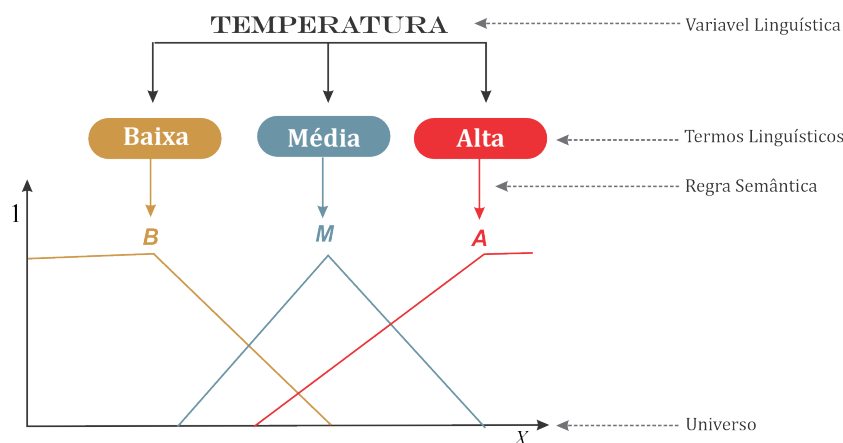 TEMPERATURA
Variavel Linguística
Baixa
Média
Alta
Termos Linguísticos
Regra Semântica
1
B
M
A
X
Universo